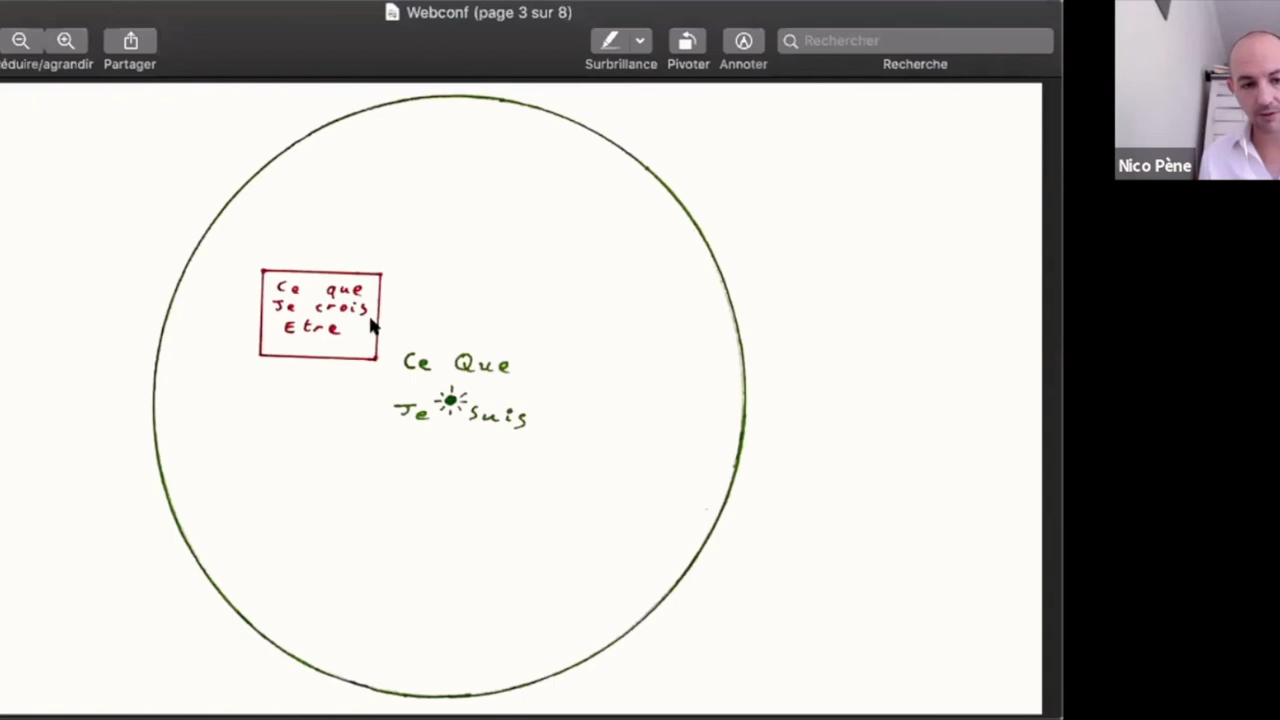 Webconf (page 3 sur 8)
éduire/agrandir
Partager
Surbrillance
Pivoter
Annoter
Rechercher
Recherche
Nico Pène
Ce que
Je crois
Etre
Ce Que
Je suis